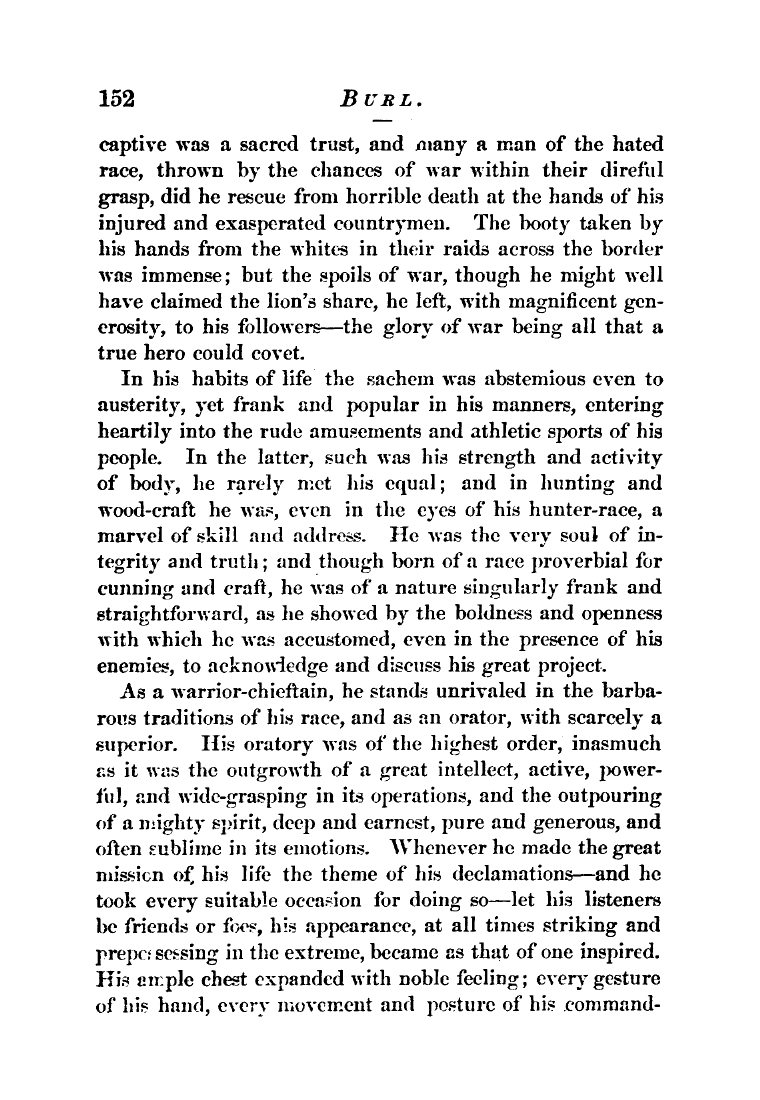 152 BURL.
captive was a sacred trust, and many a man of the hated
race, thrown by the chances of war within their direful
grasp, did he rescue from horrible death at the hands of his
injured and exasperated countrymen. The booty taken by
his hands from the whites in their raids across the border
was immense; but the spoils of war, though he might well
have claimed the lion's share, he left, with magnificent gen-
erosity, to his followers—the glory of war being all that a
true hero could covet.
In his habits of life the sachem was abstemious even to
austerity, yet frank and popular in his manners, entering
heartily into the rude amusements and athletic sports of his
people. In the latter, such was his strength and activity
of body, he rarely met his equal; and in hunting and
wood-craft he was, even in the eyes of his hunter-race, a
marvel of skill and address. He was the very soul of in-
tegrity and truth; and though born of a race proverbial for
cunning and craft, he was of a nature singularly frank and
straightforward, as he showed by the boldness and openness
with which he was accustomed, even in the presence of his
enemies, to acknowledge and discuss his great project.
As a warrior-chieftain, he stands unrivaled in the barba-
rous traditions of his race, and as an orator, with scarcely a
superior. His oratory was of the highest order, inasmuch
as it was the outgrowth of a great intellect, active, power-
ful, and wide-grasping in its operations, and the outpouring
of a mighty spirit, deep and earnest, pure and generous, and
often sublime in its emotions. Whenever he made the great
mission of his life the theme of his declamations—and he
took every suitable occasion for doing so—let his listeners
be friends or foes, his appearance, at all times striking and
prepossessing in the extreme, became as that of one inspired.
His ample chest expanded with noble feeling; every gesture
of his hand, every movement and posture of his command-